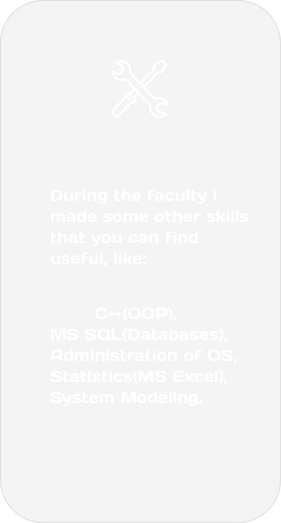 During the faculty I
made some other skills
that you can find
useful, like:
C++(OOP),
MS SQL(Databases),
Administration of OS,
Statistics(MS Excel),
System Modeling,